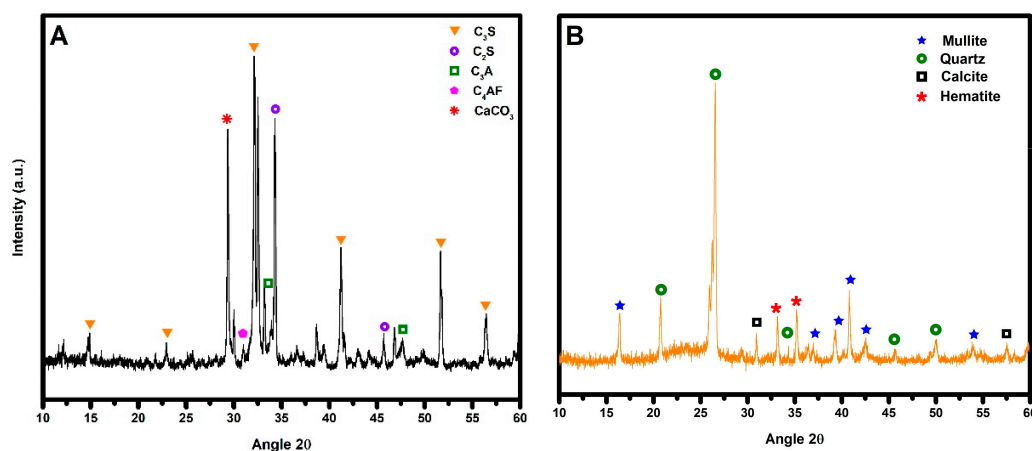 A
C₃S
C₂S
C₃A
C₄AF
CaCO₃
Intensity (a.u.)
10 15 20 25 30 35 40 45 50 55 60
Angle 2θ
B
Mullite
Quartz
Calcite
Hematite
10 15 20 25 30 35 40 45 50 55 60
Angle 2θ